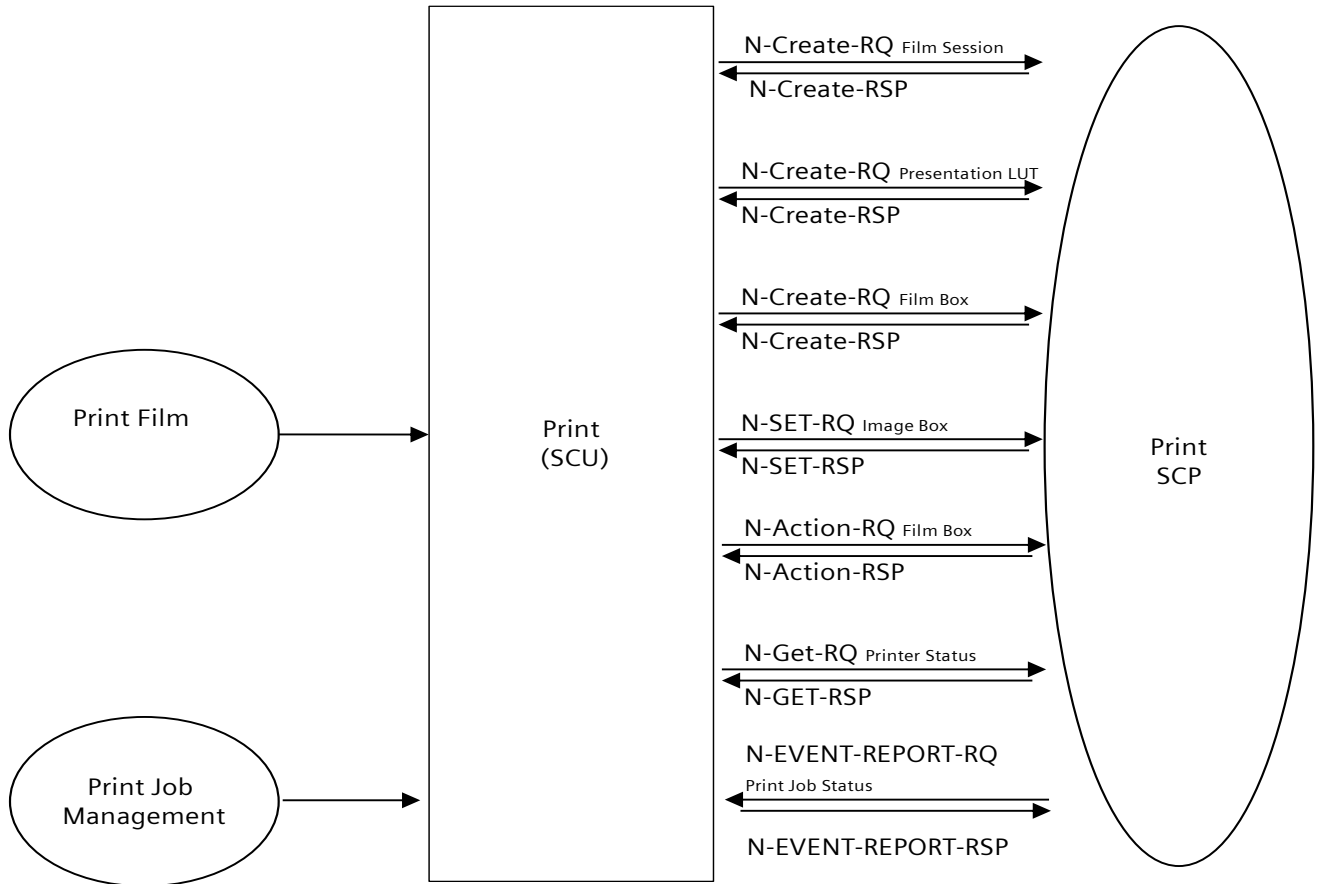 N-Create-RQ Film Session
N-Create-RSP
N-Create-RQ Presentation LUT
N-Create-RSP
N-Create-RQ Film Box
N-Create-RSP
Print Film
Print
(SCU)
N-SET-RQ Image Box
N-SET-RSP
Print
SCP
N-Action-RQ Film Box
N-Action-RSP
N-Get-RQ Printer Status
N-GET-RSP
Print Job
Management
N-EVENT-REPORT-RQ
Print Job Status
N-EVENT-REPORT-RSP